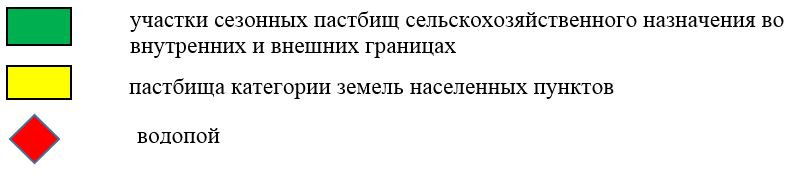 участки сезонных пастбищ сельскохозяйственного назначения во
внутренних и внешних границах
пастбища категории земель населенных пунктов
водопой